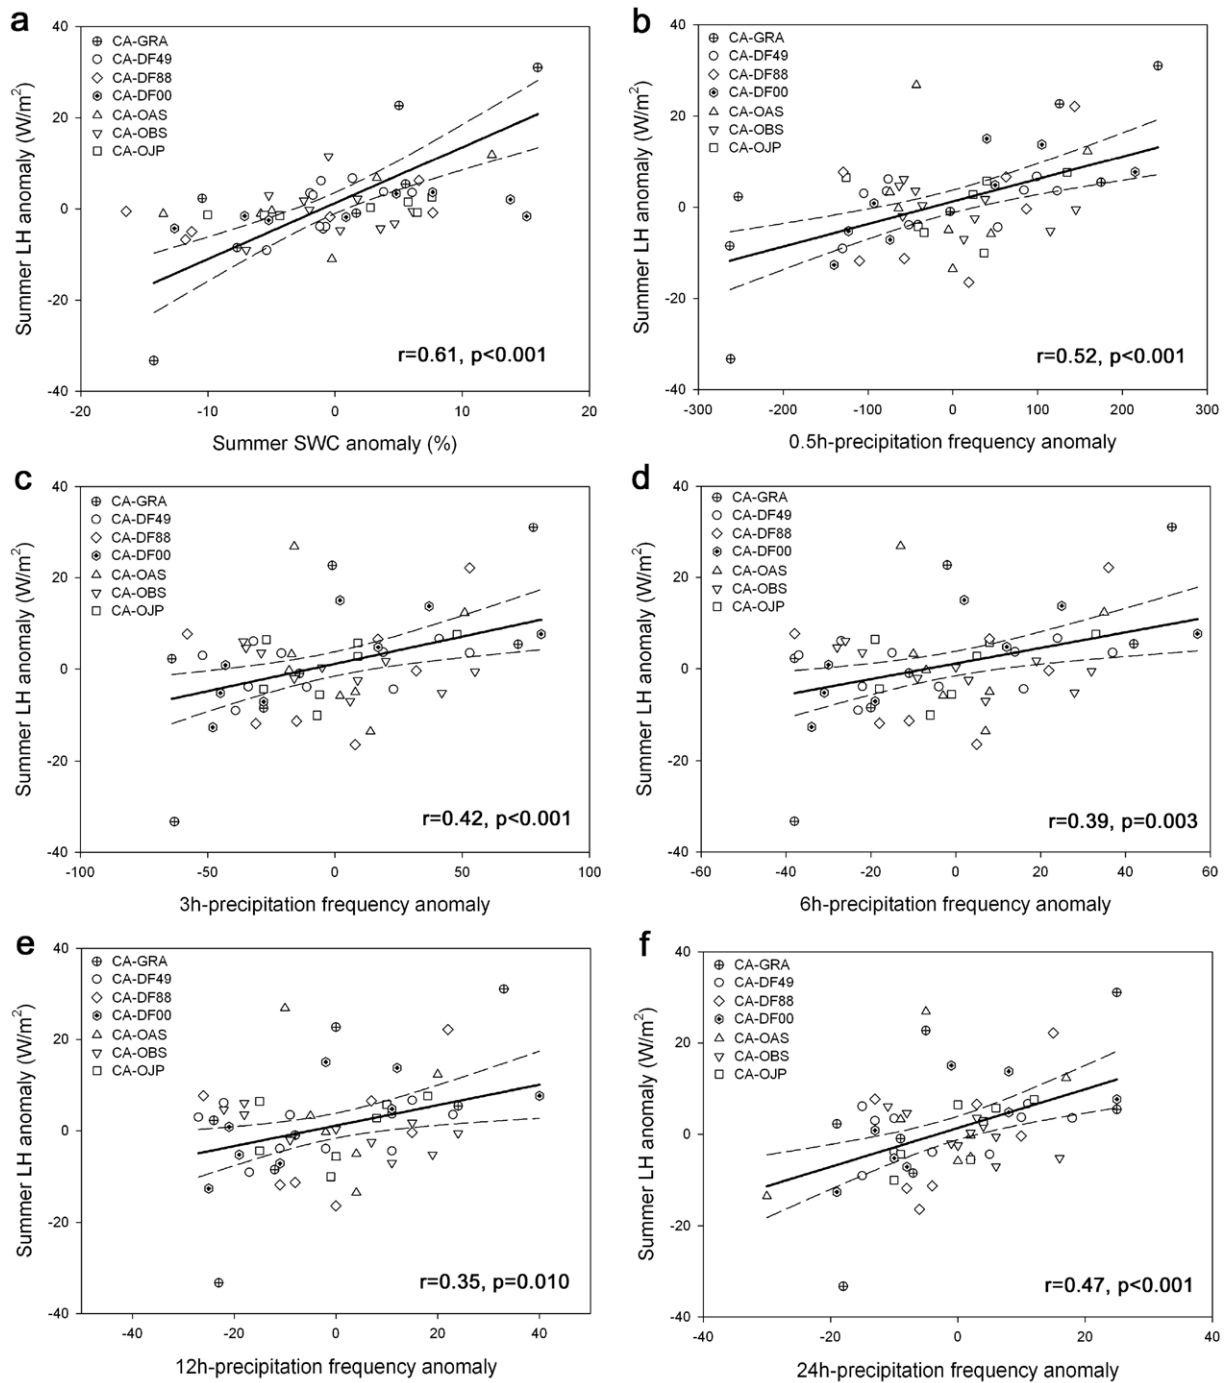 a
40
20
0
-20
-40
Summer LH anomaly (W/m²)
CA-GRA
CA-DF49
CA-DF88
CA-DF00
CA-OAS
CA-OBS
CA-OJP
r=0.61, p<0.001
-20 -10 0 10 20
Summer SWC anomaly (%)
b
40
20
0
-20
-40
Summer LH anomaly (W/m²)
CA-GRA
CA-DF49
CA-DF88
CA-DF00
CA-OAS
CA-OBS
CA-OJP
r=0.52, p<0.001
-300 -200 -100 0 100 200 300
0.5h-precipitation frequency anomaly
c
40
20
0
-20
-40
Summer LH anomaly (W/m²)
CA-GRA
CA-DF49
CA-DF88
CA-DF00
CA-OAS
CA-OBS
CA-OJP
r=0.42, p<0.001
-100 -50 0 50 100
3h-precipitation frequency anomaly
d
40
20
0
-20
-40
Summer LH anomaly (W/m²)
CA-GRA
CA-DF49
CA-DF88
CA-DF00
CA-OAS
CA-OBS
CA-OJP
r=0.39, p=0.003
-60 -40 -20 0 20 40 60
6h-precipitation frequency anomaly
e
40
20
0
-20
-40
Summer LH anomaly (W/m²)
CA-GRA
CA-DF49
CA-DF88
CA-DF00
CA-OAS
CA-OBS
CA-OJP
r=0.35, p=0.010
-40 -20 0 20 40
12h-precipitation frequency anomaly
f
40
20
0
-20
-40
Summer LH anomaly (W/m²)
CA-GRA
CA-DF49
CA-DF88
CA-DF00
CA-OAS
CA-OBS
CA-OJP
r=0.47, p<0.001
-40 -20 0 20 40
24h-precipitation frequency anomaly